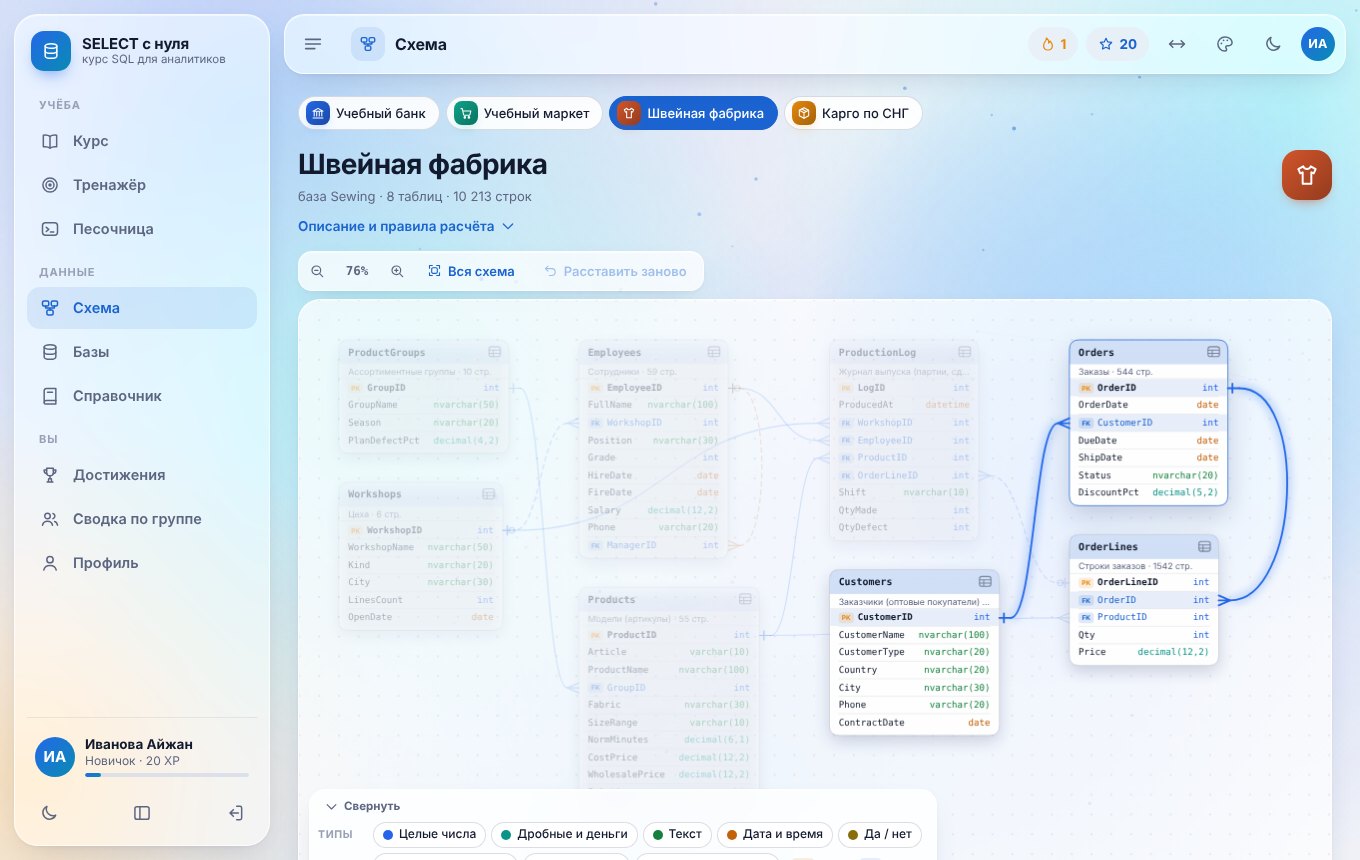 SELECT с нуля
курс SQL для аналитиков
УЧЁБА
Курс
Тренажёр
Песочница
ДАННЫЕ
Схема
Базы
Справочник
ВЫ
Достижения
Сводка по группе
Профиль
ИА
Иванова Айжан
Новичок · 20 XP
Схема
1
20
ИА
Учебный банк
Учебный маркет
Швейная фабрика
Карго по СНГ
Швейная фабрика
база Sewing · 8 таблиц · 10 213 строк
Описание и правила расчёта
76%
Вся схема
Расставить заново
ProductGroups
Ассортиментные группы · 10 стр.
PK GroupID int
GroupName nvarchar(50)
Season nvarchar(20)
PlanDefectPct decimal(4,2)
Workshops
Цеха · 6 стр.
PK WorkshopID int
WorkshopName nvarchar(50)
Kind nvarchar(20)
City nvarchar(30)
LinesCount int
OpenDate date
Employees
Сотрудники · 59 стр.
PK EmployeeID int
FullName nvarchar(100)
FK WorkshopID int
Position nvarchar(30)
Grade int
HireDate date
FireDate date
Salary decimal(12,2)
Phone varchar(20)
FK ManagerID int
Products
Модели (артикулы) · 55 стр.
PK ProductID int
Article varchar(10)
ProductName nvarchar(100)
FK GroupID int
Fabric nvarchar(30)
SizeRange varchar(10)
NormMinutes decimal(6,1)
CostPrice decimal(12,2)
WholesalePrice decimal(12,2)
ProductionLog
Журнал выпуска (партии, сд...
PK LogID int
ProducedAt datetime
FK WorkshopID int
FK EmployeeID int
FK ProductID int
FK OrderLineID int
Shift nvarchar(10)
QtyMade int
QtyDefect int
Customers
Заказчики (оптовые покупатели) ...
PK CustomerID int
CustomerName nvarchar(100)
CustomerType nvarchar(20)
Country nvarchar(20)
City nvarchar(30)
Phone varchar(20)
ContractDate date
Orders
Заказы · 544 стр.
PK OrderID int
OrderDate date
FK CustomerID int
DueDate date
ShipDate date
Status nvarchar(20)
DiscountPct decimal(5,2)
OrderLines
Строки заказов · 1542 стр.
PK OrderLineID int
FK OrderID int
FK ProductID int
Qty int
Price decimal(12,2)
Свернуть
ТИПЫ
Целые числа
Дробные и деньги
Текст
Дата и время
Да / нет